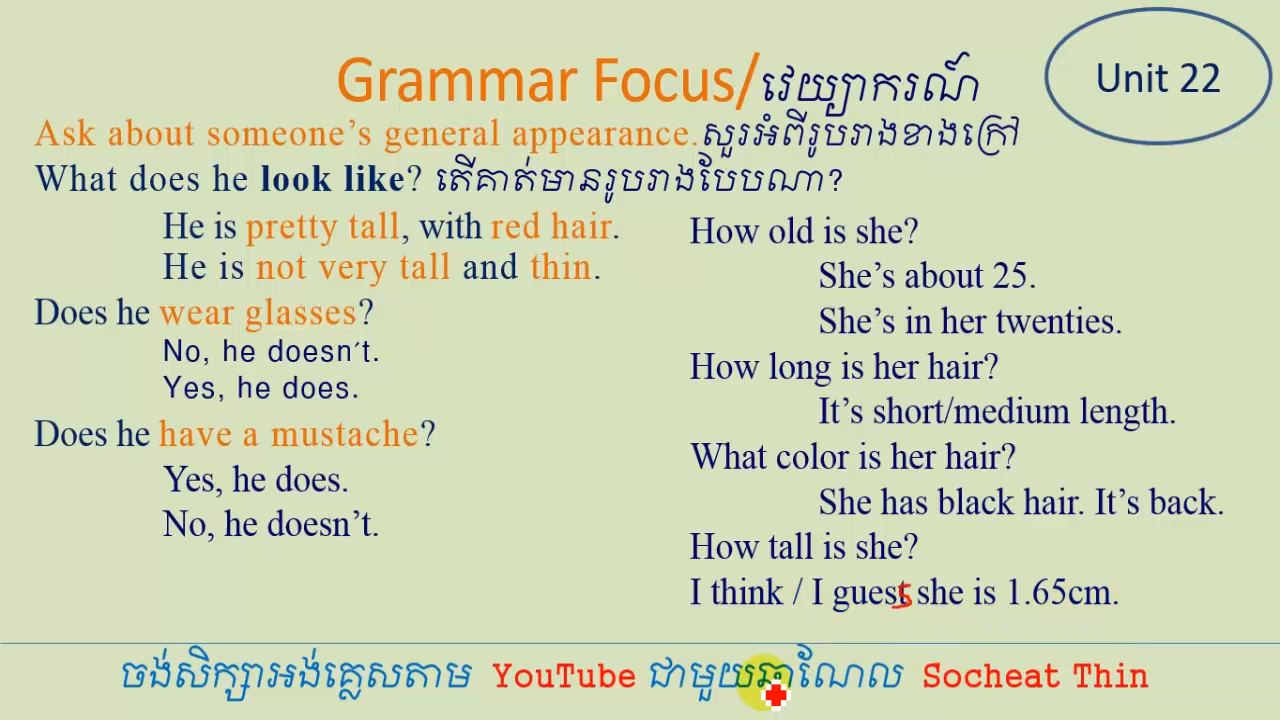 Unit 22
Grammar Focus/វេយ្យាករណ៍
Ask about someone’s general appearance.សួរអំពីរូបរាងខាងក្រៅ
What does he look like? តើគាត់មានរូបរាងបែបណា?
He is pretty tall, with red hair.
He is not very tall and thin.
Does he wear glasses?
No, he doesn´t.
Yes, he does.
Does he have a mustache?
Yes, he does.
No, he doesn’t.
How old is she?
She’s about 25.
She’s in her twenties.
How long is her hair?
It’s short/medium length.
What color is her hair?
She has black hair. It’s back.
How tall is she?
I think / I guest she is 1.65cm.
s
ចង់សិក្សាអង់គ្លេសតាម YouTube ជាមួយឆាណែល Socheat Thin